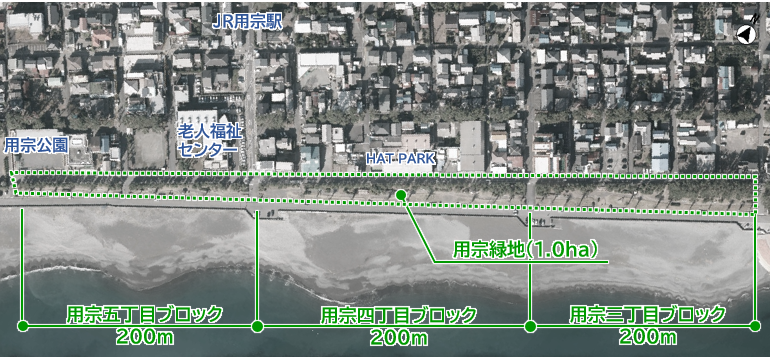 JR用宗駅
用宗公園
老人福祉
センター
HAT PARK
用宗緑地(1.0ha)
用宗五丁目ブロック
200m
用宗四丁目ブロック
200m
用宗三丁目ブロック
200m